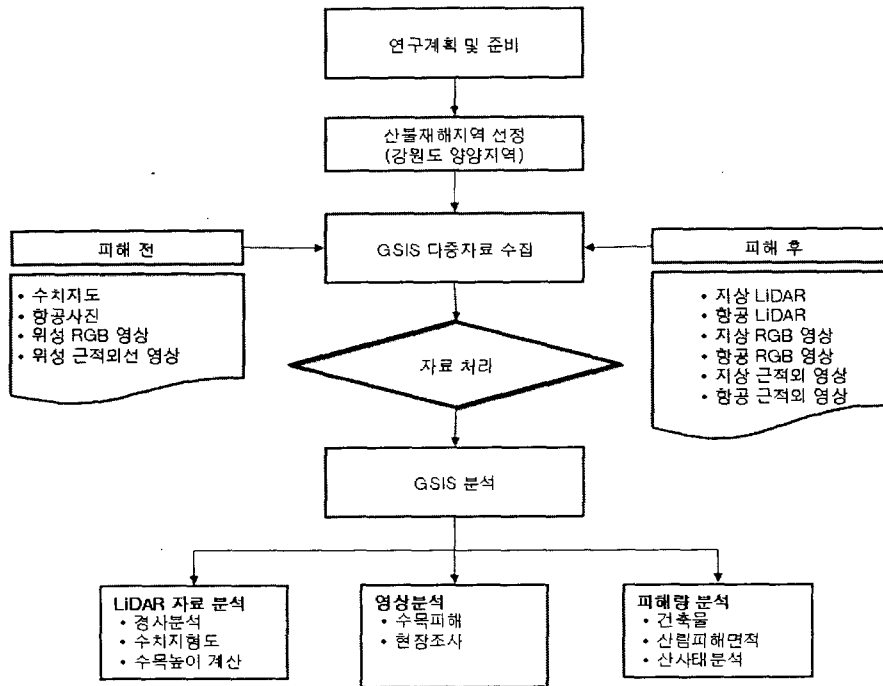 연구계획 및 준비
산불재해지역 선정
(강원도 양양지역)
GSIS 다중자료 수집
피해 전
• 수치지도
• 항공사진
• 위성 RGB 영상
• 위성 근적외선 영상
피해 후
• 지상 LiDAR
• 항공 LiDAR
• 지상 RGB 영상
• 항공 RGB 영상
• 지상 근적외 영상
• 항공 근적외 영상
자료 처리
GSIS 분석
LiDAR 자료 분석
• 경사분석
• 수치지형도
• 수목높이 계산
영상분석
• 수목피해
• 현장조사
피해량 분석
• 건축물
• 산림피해면적
• 산사태분석